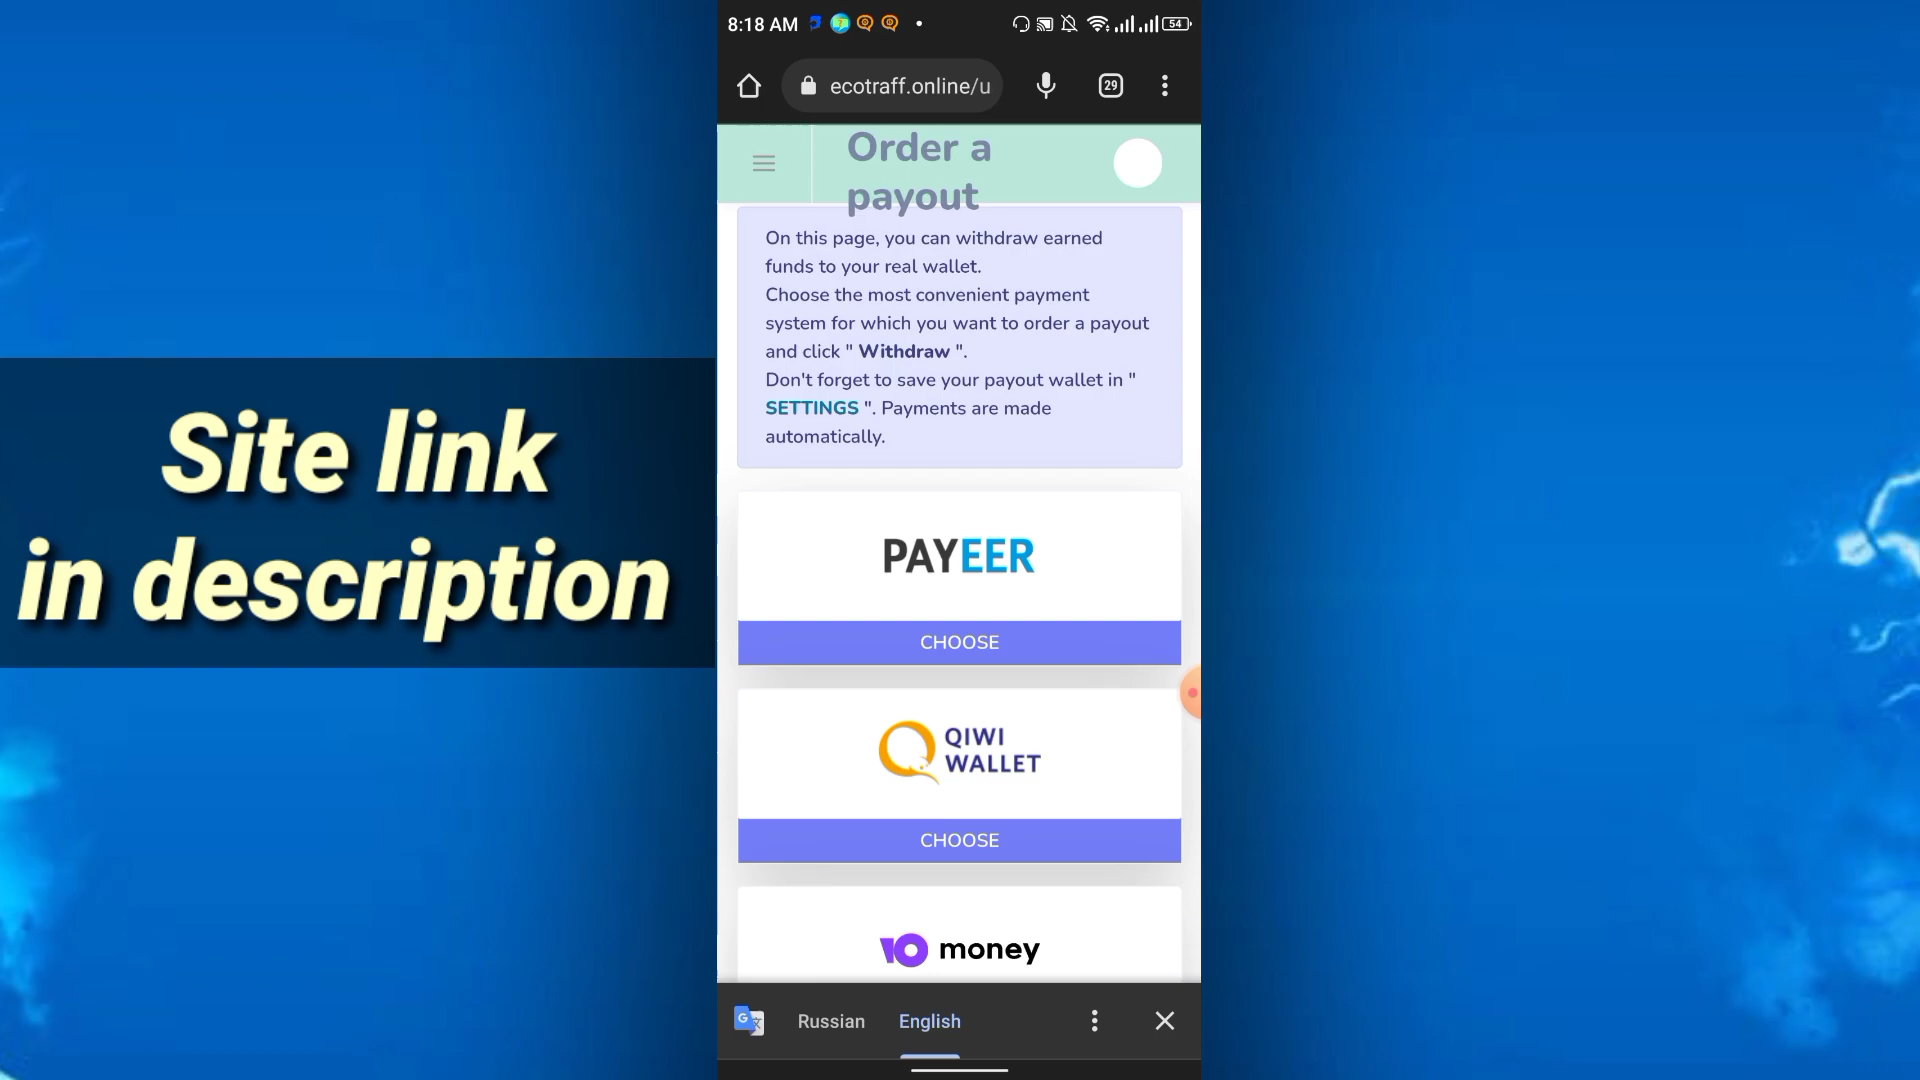 Site link
in description
8:18 AM
54
ecotraff.online/u
29
Order a
payout
On this page, you can withdraw earned
funds to your real wallet.
Choose the most convenient payment
system for which you want to order a payout
and click " Withdraw ".
Don't forget to save your payout wallet in "
SETTINGS ". Payments are made
automatically.
PAYEER
CHOOSE
QIWI
WALLET
CHOOSE
Ю money
G文
Russian
English